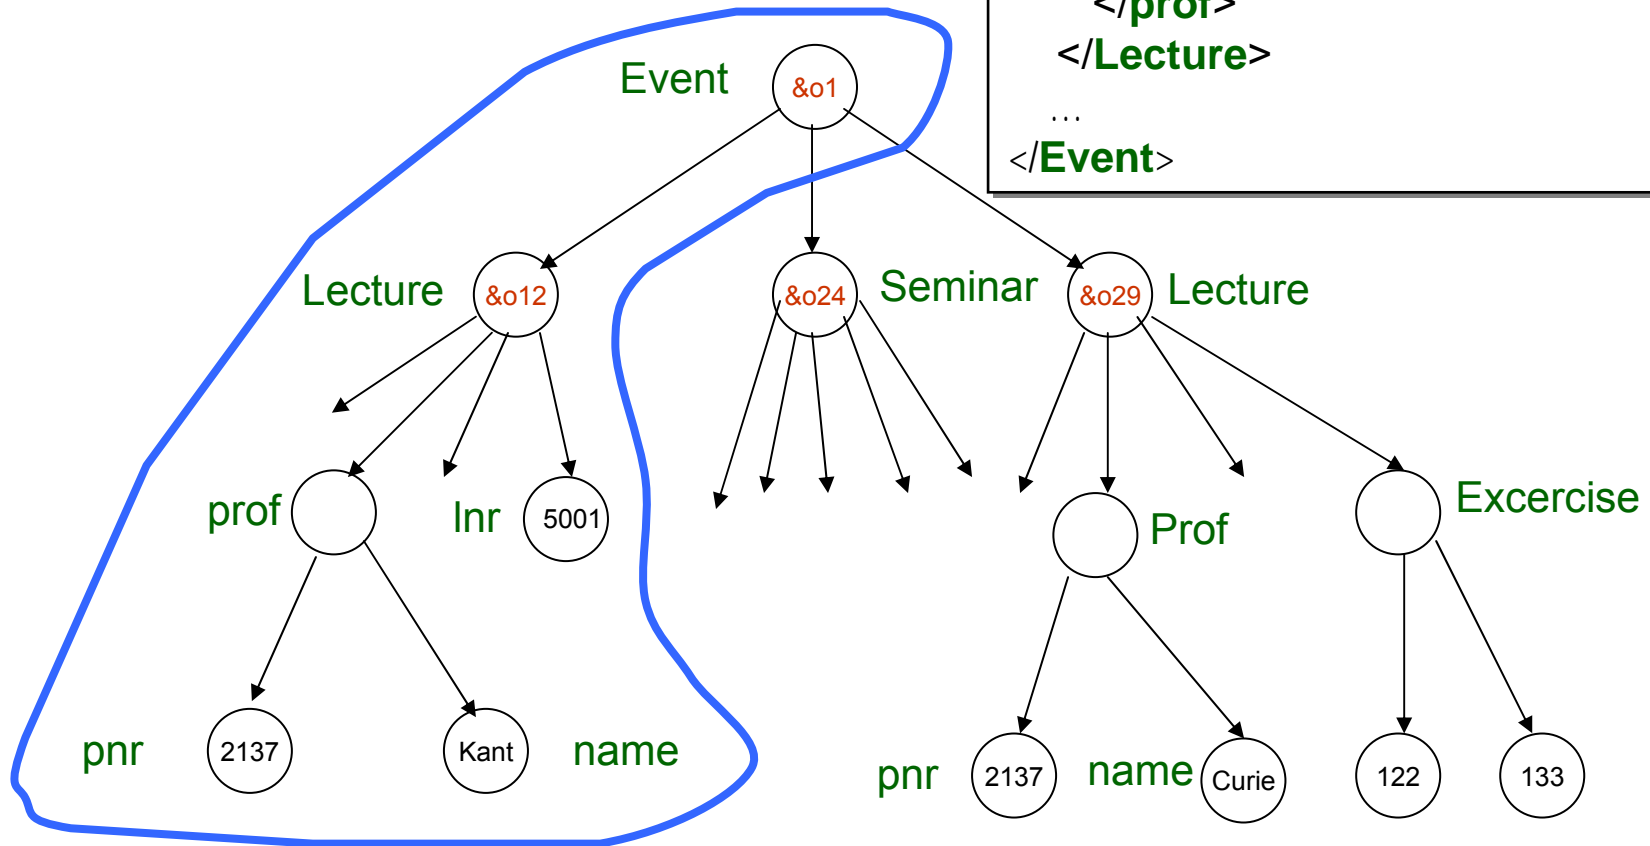 </prof>
</Lecture>
...
</Event>
Event
&o1
Lecture
&o12
&o24
Seminar
&o29
Lecture
prof
lnr
5001
Prof
Excercise
pnr
2137
Kant
name
pnr
2137
name
Curie
122
133